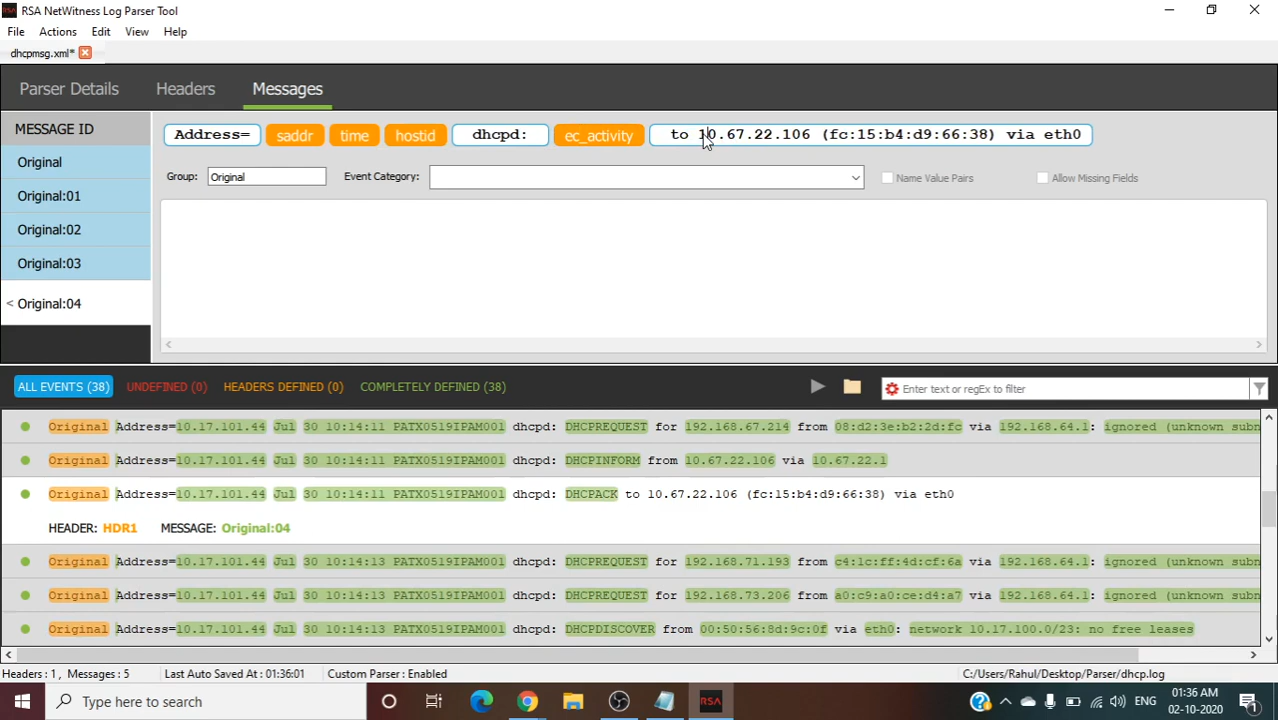 RSA NetWitness Log Parser Tool
File Actions Edit View Help
dhcpmsg.xml*
Parser Details Headers Messages
MESSAGE ID
Address= saddr time hostid dhcpd: ec_activity to 10.67.22.106 (fc:15:b4:d9:66:38) via eth0
Original
Group: Original Event Category: Name Value Pairs Allow Missing Fields
Original:01
Original:02
Original:03
< Original:04
ALL EVENTS (38) UNDEFINED (0) HEADERS DEFINED (0) COMPLETELY DEFINED (38) Enter text or regEx to filter
Original Address=10.17.101.44 Jul 30 10:14:11 PATX0519IPAM001 dhcpd: DHCPREQUEST for 192.168.67.214 from 08:d2:3e:b2:2d:fc via 192.168.64.1: ignored (unknown subn
Original Address=10.17.101.44 Jul 30 10:14:11 PATX0519IPAM001 dhcpd: DHCPINFORM from 10.67.22.106 via 10.67.22.1
Original Address=10.17.101.44 Jul 30 10:14:11 PATX0519IPAM001 dhcpd: DHCPACK to 10.67.22.106 (fc:15:b4:d9:66:38) via eth0
HEADER: HDR1 MESSAGE: Original:04
Original Address=10.17.101.44 Jul 30 10:14:13 PATX0519IPAM001 dhcpd: DHCPREQUEST for 192.168.71.193 from c4:1c:ff:4d:cf:6a via 192.168.64.1: ignored (unknown subn
Original Address=10.17.101.44 Jul 30 10:14:13 PATX0519IPAM001 dhcpd: DHCPREQUEST for 192.168.73.206 from a0:c9:a0:ce:d4:a7 via 192.168.64.1: ignored (unknown subn
Original Address=10.17.101.44 Jul 30 10:14:13 PATX0519IPAM001 dhcpd: DHCPDISCOVER from 00:50:56:8d:9c:0f via eth0: network 10.17.100.0/23: no free leases
Headers : 1 , Messages : 5 Last Auto Saved At : 01:36:01 Custom Parser : Enabled C:/Users/Rahul/Desktop/Parser/dhcp.log
Type here to search RSA ENG 01:36 AM
02-10-2020 1